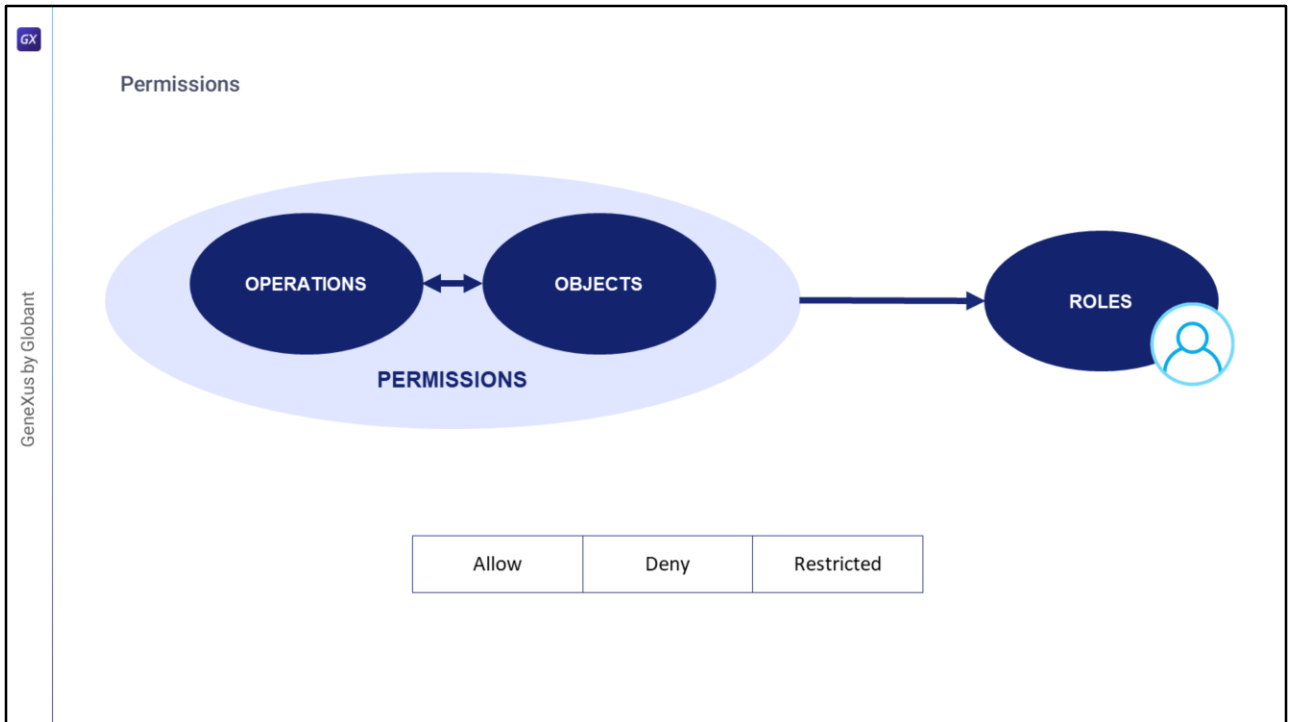 GX
Permissions
GeneXus by Globant
OPERATIONS
OBJECTS
ROLES
PERMISSIONS
Allow
Deny
Restricted